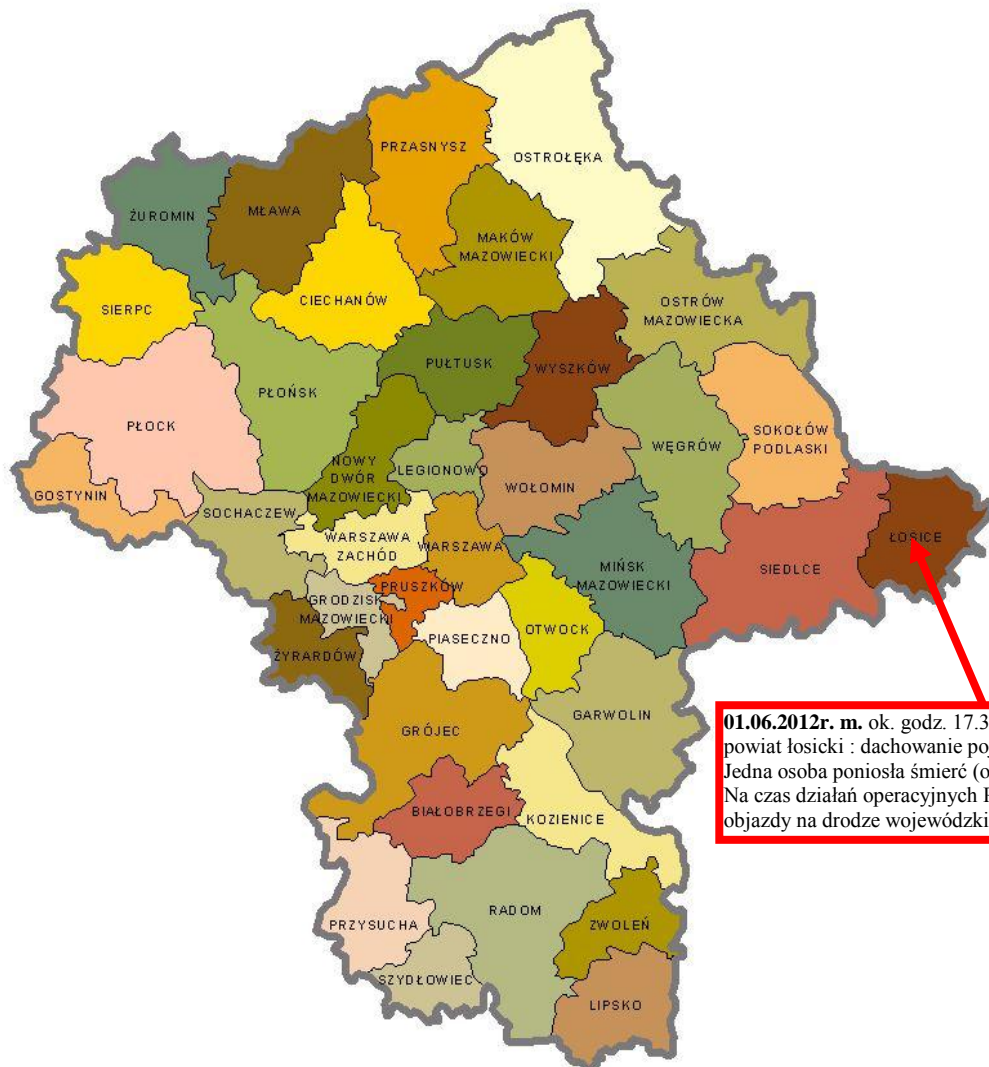 PRZASNYSZ
OSTROŁĘKA
ŻUROMIN
MŁAWA
MAKÓW
MAZOWIECKI
SIERPC
CIECHANÓW
OSTRÓW
MAZOWIECKA
PUŁTUSK
WYSZKÓW
PŁOŃSK
PŁOCK
SOKOŁÓW
PODLASKI
WĘGRÓW
NOWY
DWÓR
MAZOWIECKI
LEGIONOWO
WOŁOMIN
GOSTYNIN
SOCHACZEW
WARSZAWA
ZACHÓD
WARSZAWA
ŁOSICE
MIŃSK
MAZOWIECKI
SIEDLCE
PRUSZKÓW
GRODZISK
MAZOWIECKI
PIASECZNO
OTWOCK
ŻYRARDÓW
GARWOLIN
GRÓJEC
01.06.2012r. m. ok. godz. 17.3
powiat łosicki : dachowanie
Jedna osoba poniosła śmierć
Na czas działań operacyjnych
objazdy na drodze
BIAŁOBRZEGI
KOZIENICE
PRZYSUCHA
RADOM
ZWOLEŃ
SZYDŁOWIEC
LIPSKO